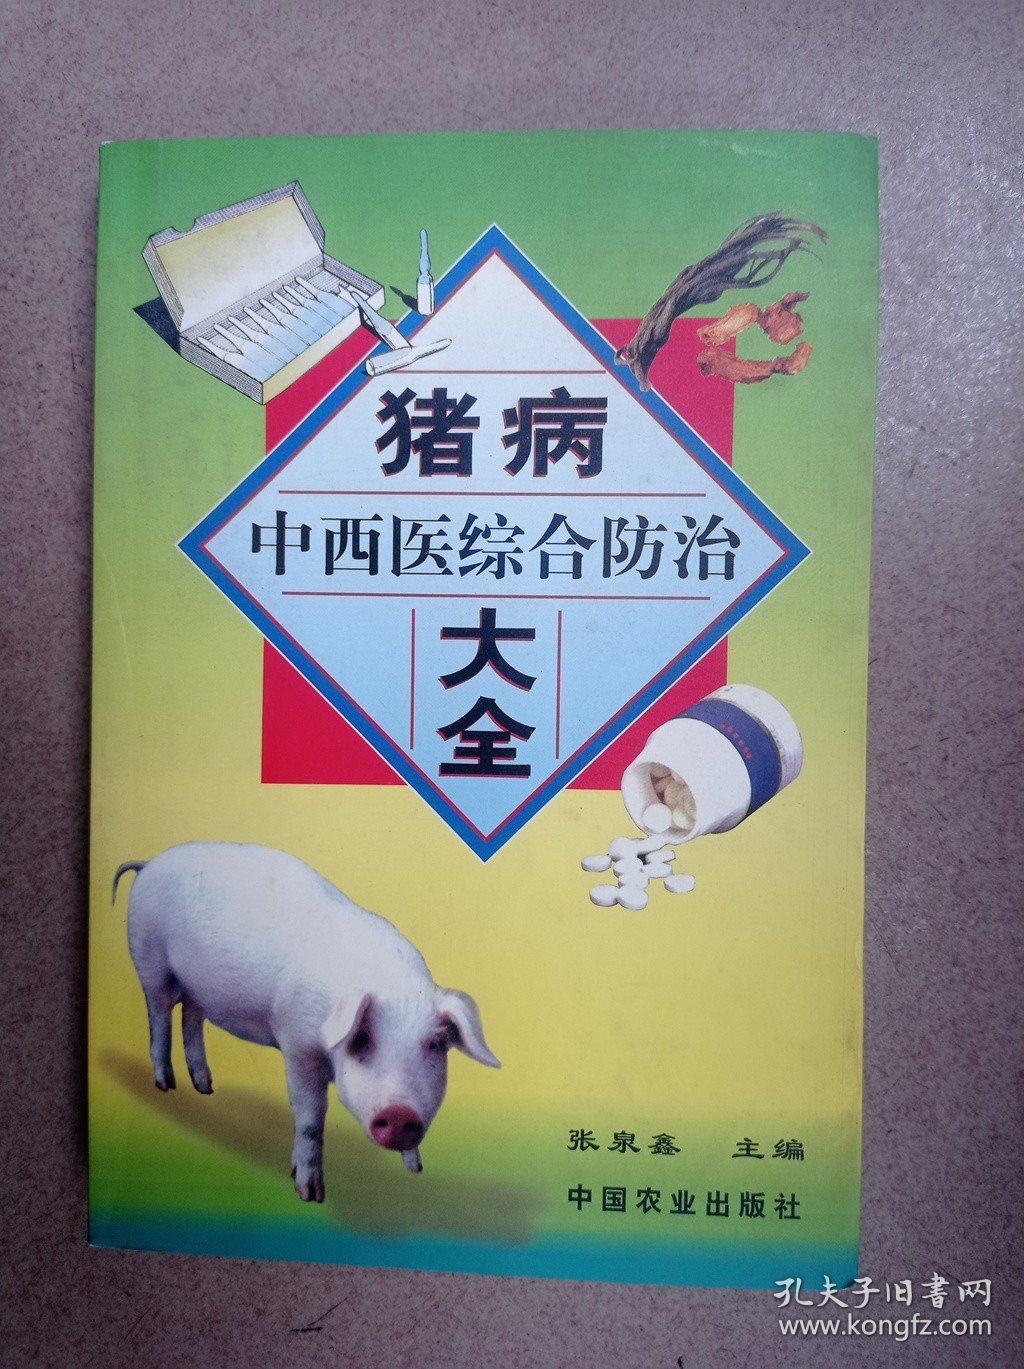 猪病
中西医综合防治
大
全
张泉鑫 主编
中国农业出版社
孔夫子旧书网
www.kongfz.com